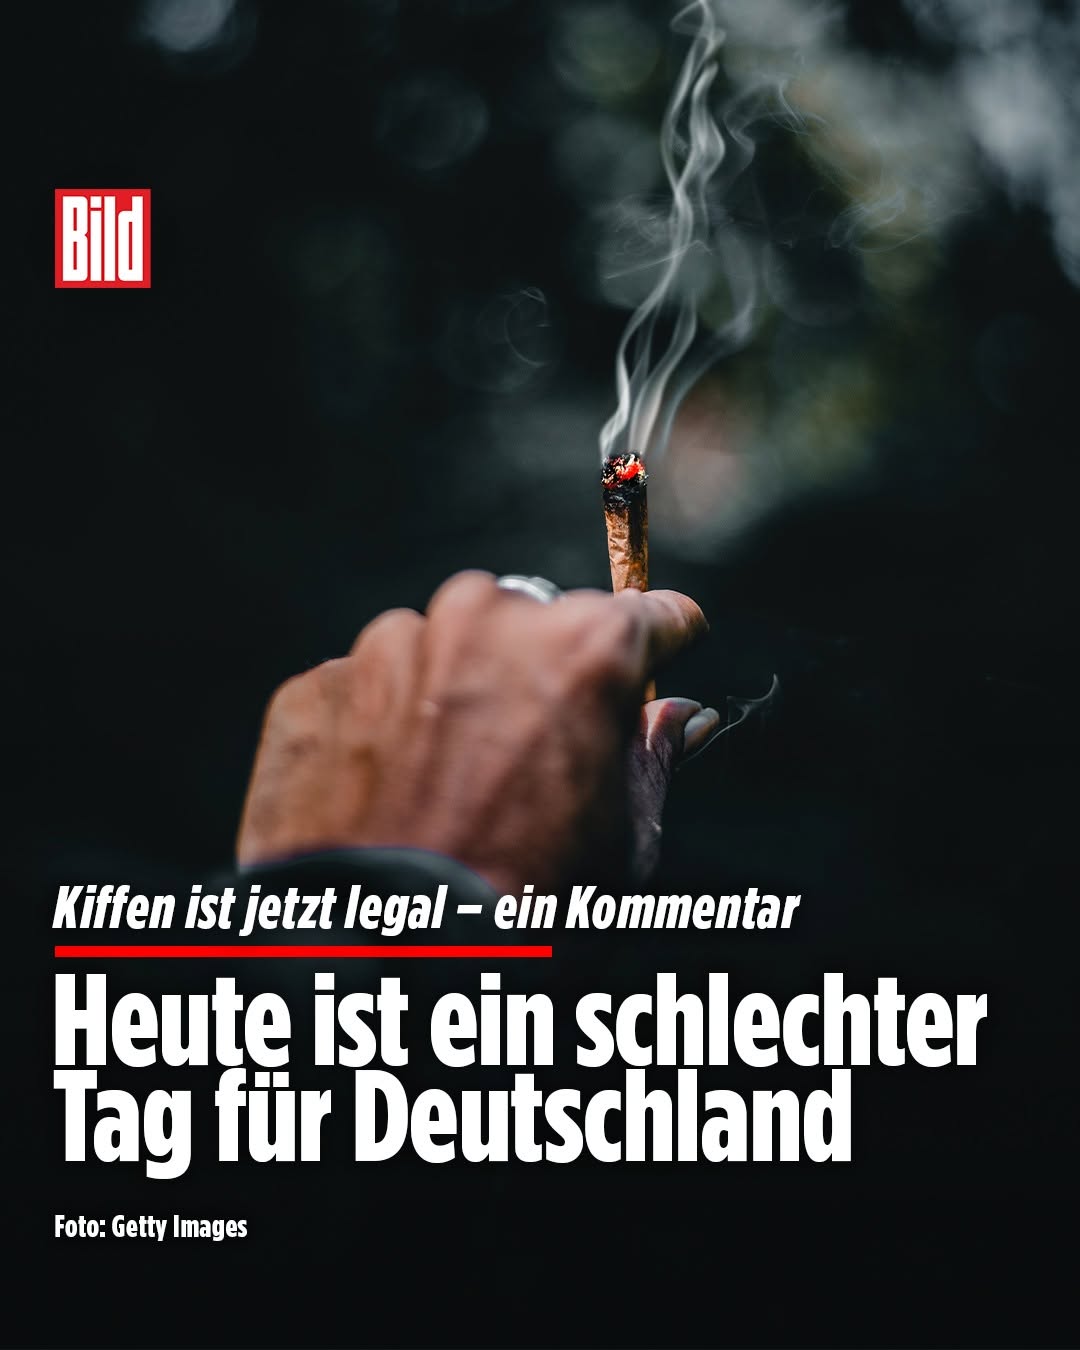 Bild
Kiffen ist jetzt legal – ein Kommentar
Heute ist ein schlechter
Tag für Deutschland
Foto: Getty Images